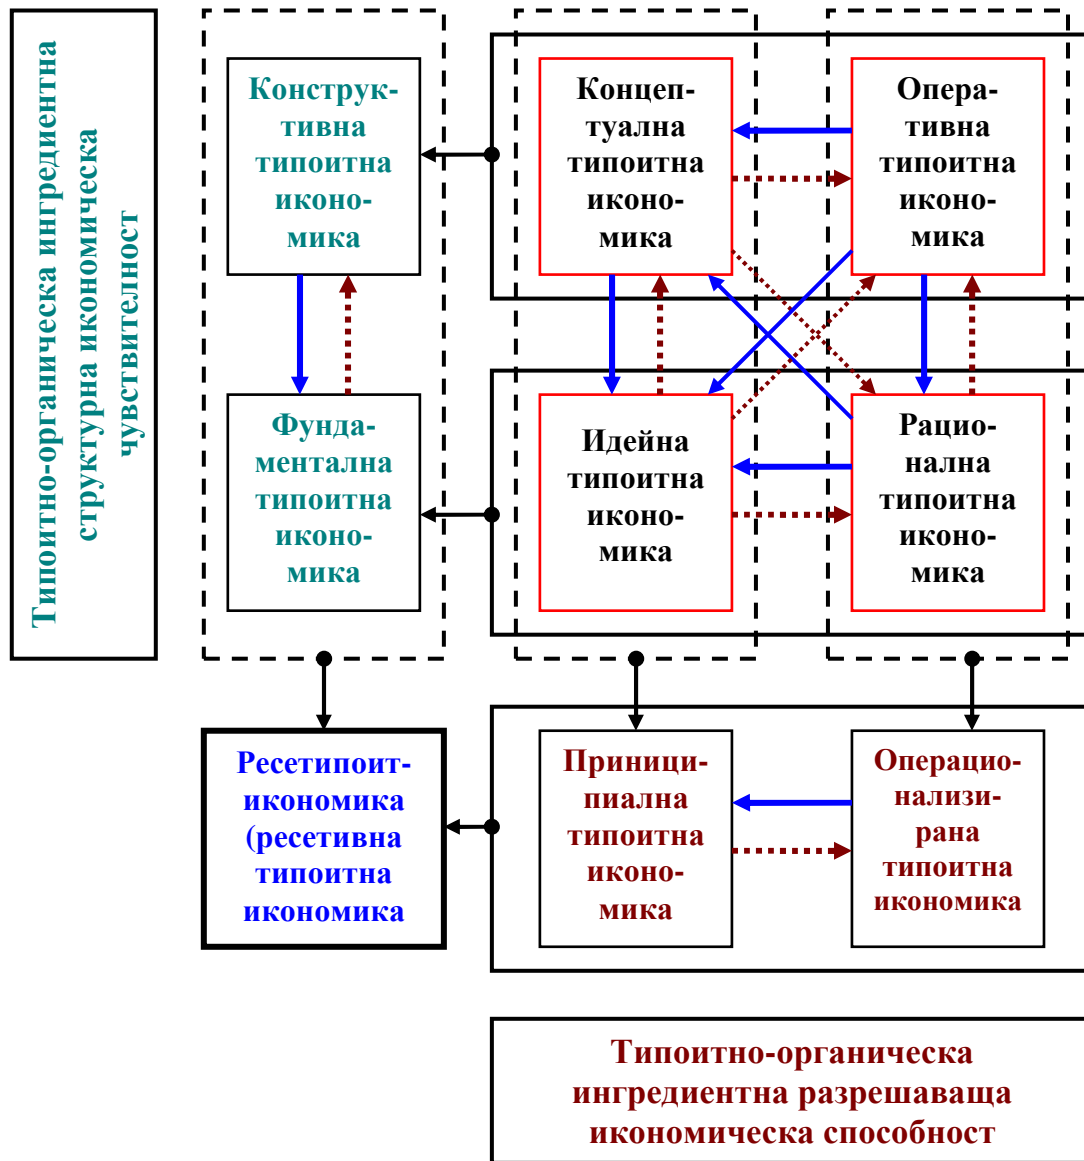 Типоитно-органическа ингредиентна
структурна икономическа
чувствителност
Конструк-
тивна
типоитна
иконо-
мика
Концеп-
туална
типоитна
иконо-
мика
Опера-
тивна
типоитна
иконо-
мика
Фунда-
ментална
типоитна
иконо-
мика
Идейна
типоитна
иконо-
мика
Рацио-
нална
типоитна
иконо-
мика
Ресетипоит-
икономика
(ресетивна
типоитна
икономика
Приници-
пиална
типоитна
иконо-
мика
Операцио-
нализи-
рана
типоитна
икономика
Типоитно-органическа
ингредиентна разрешаваща
икономическа способност